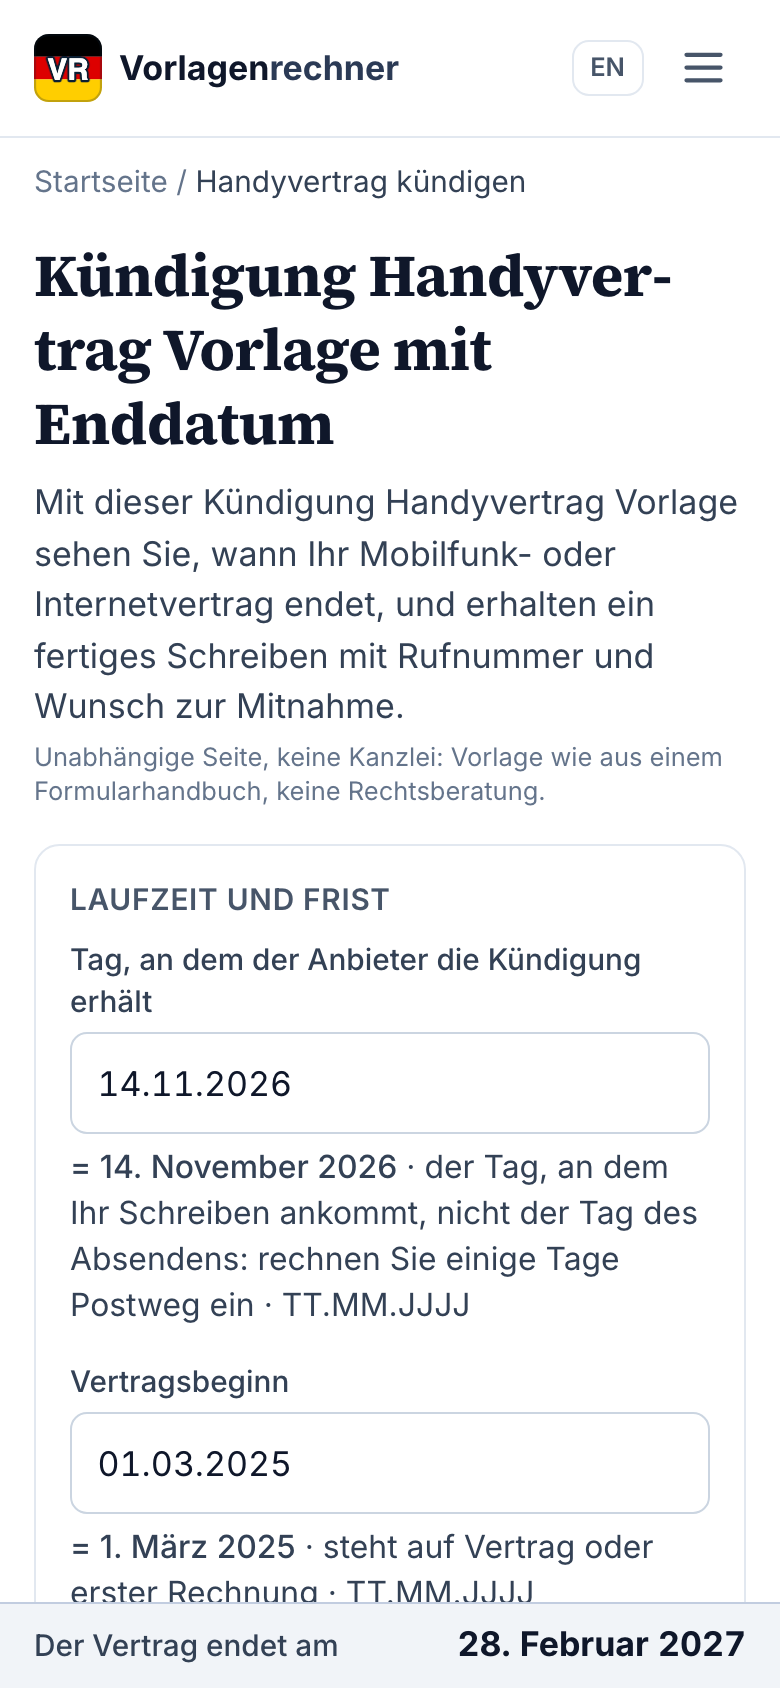 VR Vorlagenrechner EN
Startseite / Handyvertrag kündigen
Kündigung Handyver-
trag Vorlage mit
Enddatum
Mit dieser Kündigung Handyvertrag Vorlage
sehen Sie, wann Ihr Mobilfunk- oder
Internetvertrag endet, und erhalten ein
fertiges Schreiben mit Rufnummer und
Wunsch zur Mitnahme.
Unabhängige Seite, keine Kanzlei: Vorlage wie aus einem
Formularhandbuch, keine Rechtsberatung.
LAUFZEIT UND FRIST
Tag, an dem der Anbieter die Kündigung
erhält
14.11.2026
= 14. November 2026 · der Tag, an dem
Ihr Schreiben ankommt, nicht der Tag des
Absendens: rechnen Sie einige Tage
Postweg ein · TT.MM.JJJJ
Vertragsbeginn
01.03.2025
= 1. März 2025 · steht auf Vertrag oder
erster Rechnung · TT.MM.JJJJ
Der Vertrag endet am 28. Februar 2027